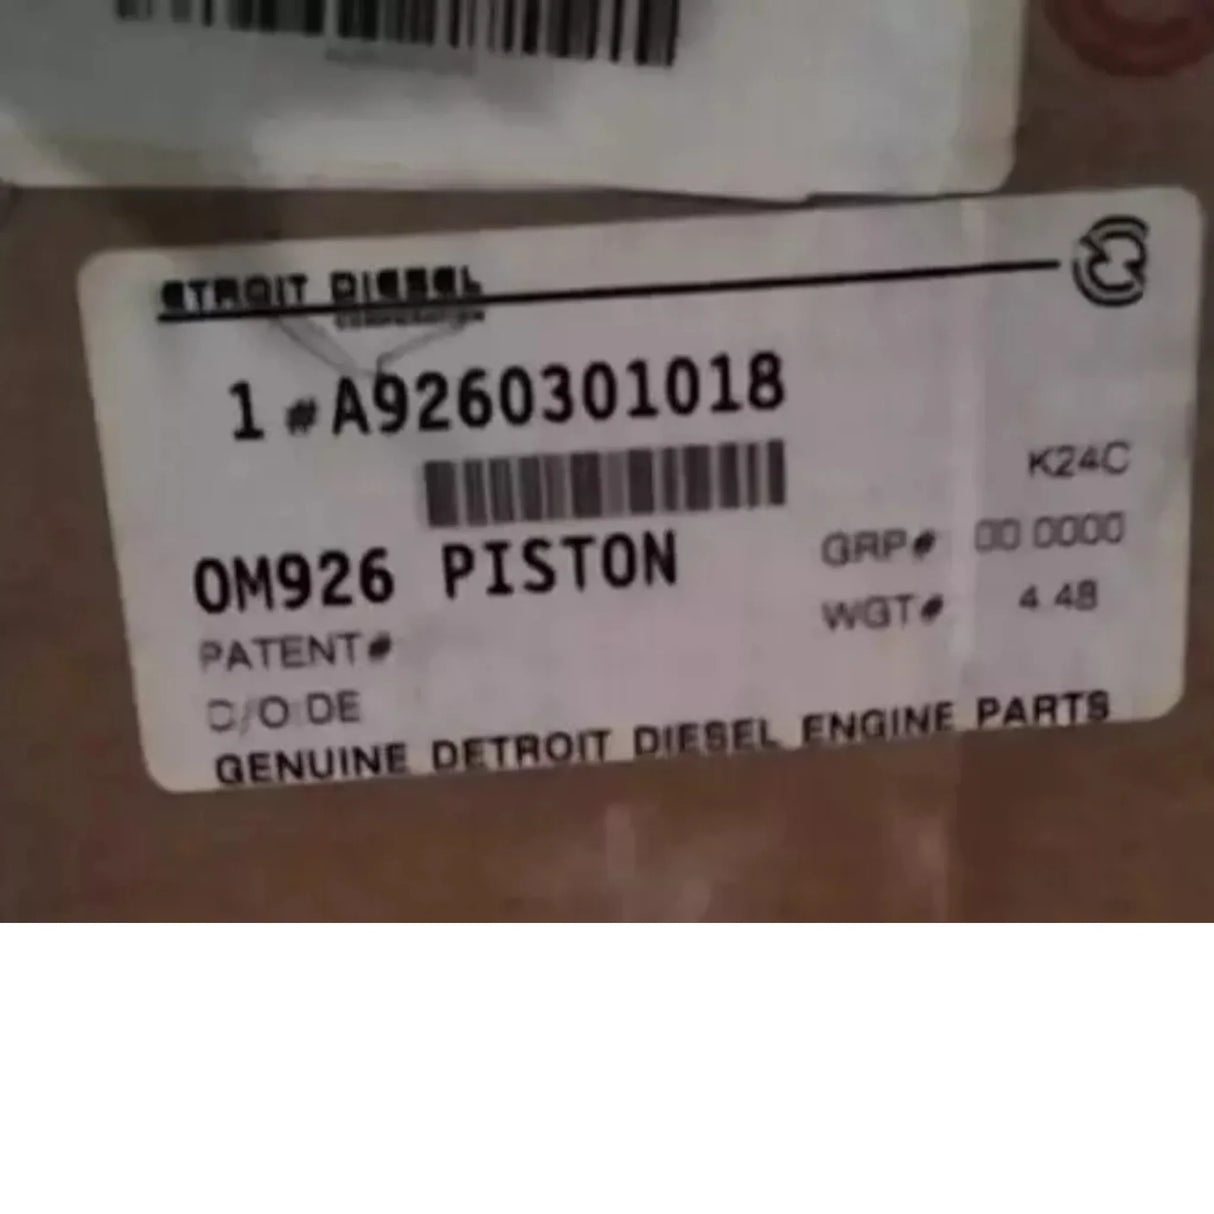 ETROIT DIESEL
CORPORATION
1 # A9260301018
K24C
OM926 PISTON
GRP# 00 0000
WGT# 4.48
PATENT#
C/O DE
GENUINE DETROIT DIESEL ENGINE PARTS